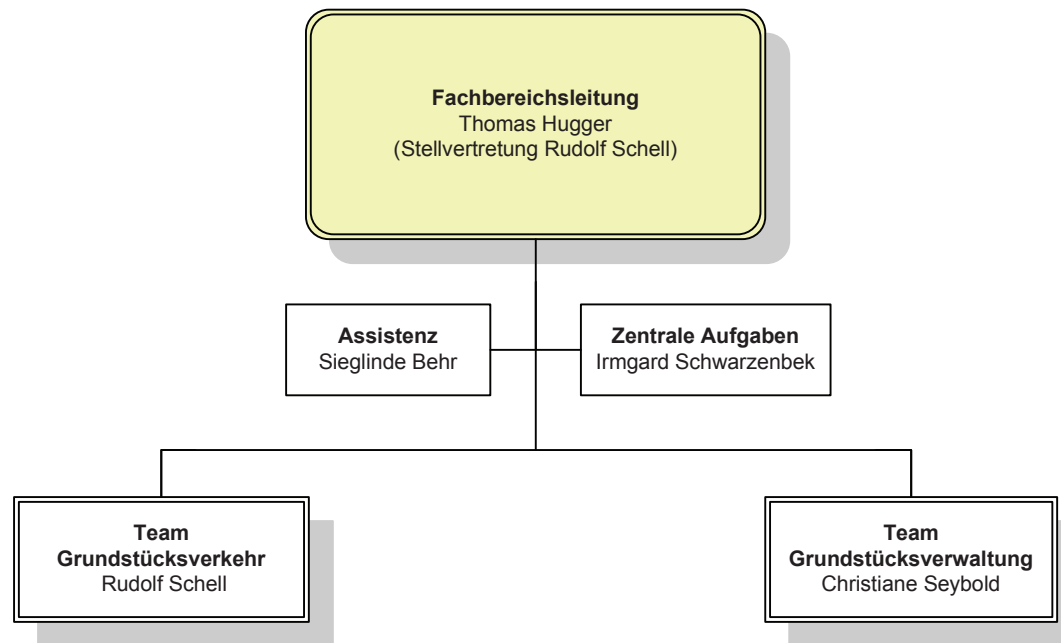 Fachbereichsleitung
Thomas Hugger
(Stellvertretung Rudolf Schell)
Assistenz
Sieglinde Behr
Zentrale Aufgaben
Irmgard Schwarzenbek
Team
Grundstücksverkehr
Rudolf Schell
Team
Grundstücksverwaltung
Christiane Seybold